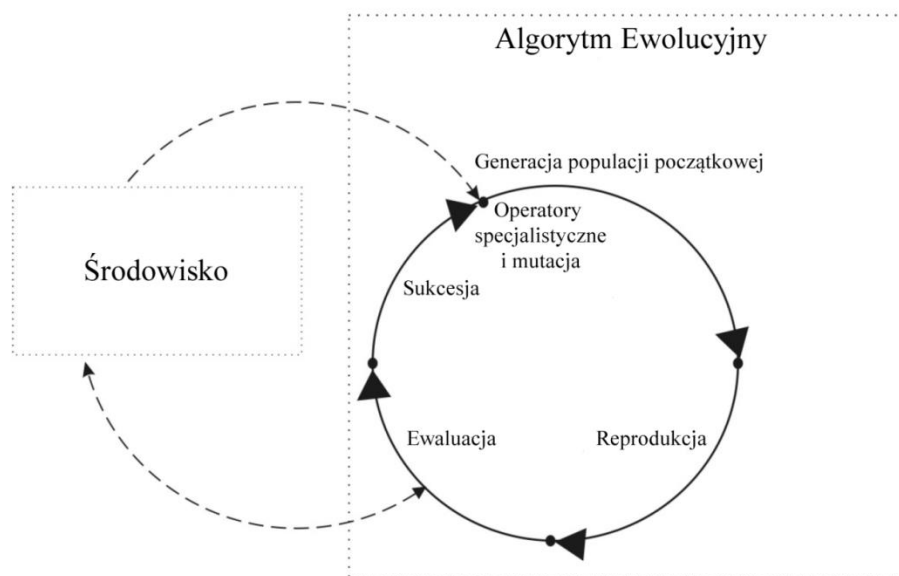 Algorytm Ewolucyjny
Generacja populacji początkowej
Operatory
specjalistyczne
i mutacja
Środowisko
Sukcesja
Ewaluacja
Reprodukcja